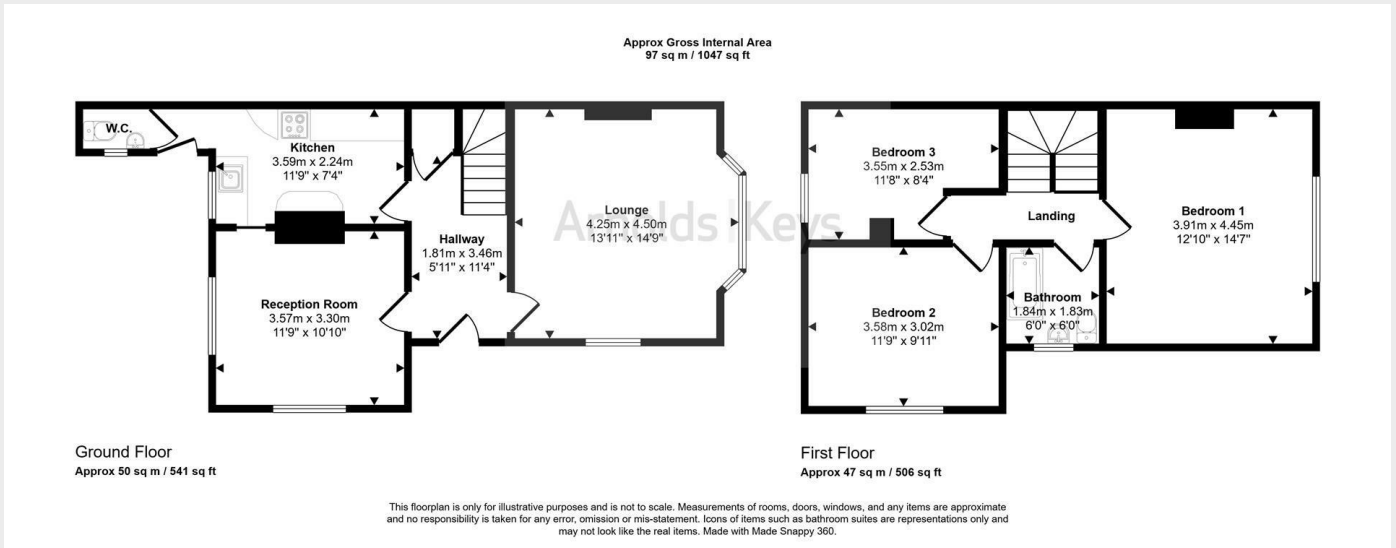 Approx Gross Internal Area
97 sq m / 1047 sq ft
W.C.
Kitchen
3.59m x 2.24m
11'9" x 7'4"
Hallway
1.81m x 3.46m
5'11" x 11'4"
Lounge
4.25m x 4.50m
13'11" x 14'9"
Reception Room
3.57m x 3.30m
11'9" x 10'10"
Arnolds | Keys
Bedroom 3
3.55m x 2.53m
11'8" x 8'4"
Landing
Bedroom 1
3.91m x 4.45m
12'10" x 14'7"
Bedroom 2
3.58m x 3.02m
11'9" x 9'11"
Bathroom
1.84m x 1.83m
6'0" x 6'0"
Ground Floor
Approx 50 sq m / 541 sq ft
First Floor
Approx 47 sq m / 506 sq ft
This floorplan is only for illustrative purposes and is not to scale. Measurements of rooms, doors, windows, and any items are approximate
and no responsibility is taken for any error, omission or mis-statement. Icons of items such as bathroom suites are representations only and
may not look like the real items. Made with Made Snappy 360.